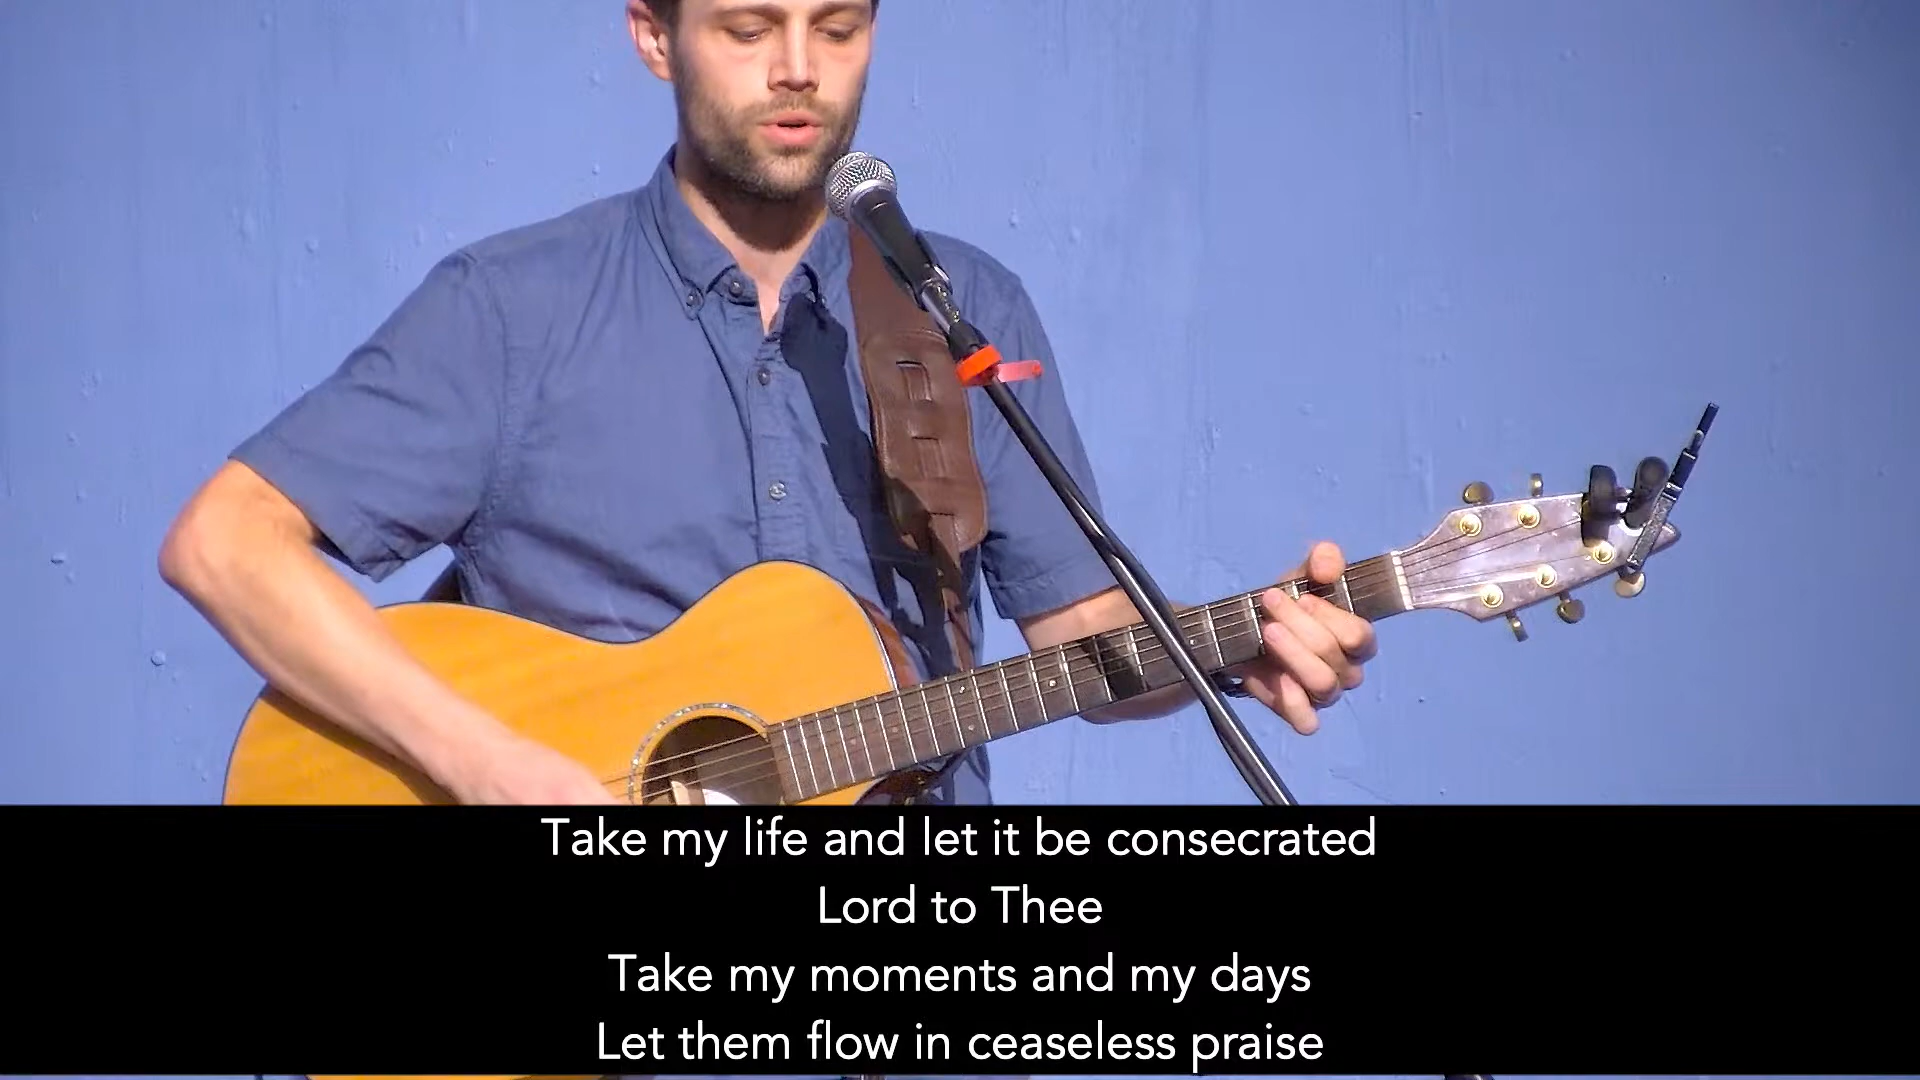 Take my life and let it be consecrated
Lord to Thee
Take my moments and my days
Let them flow in ceaseless praise